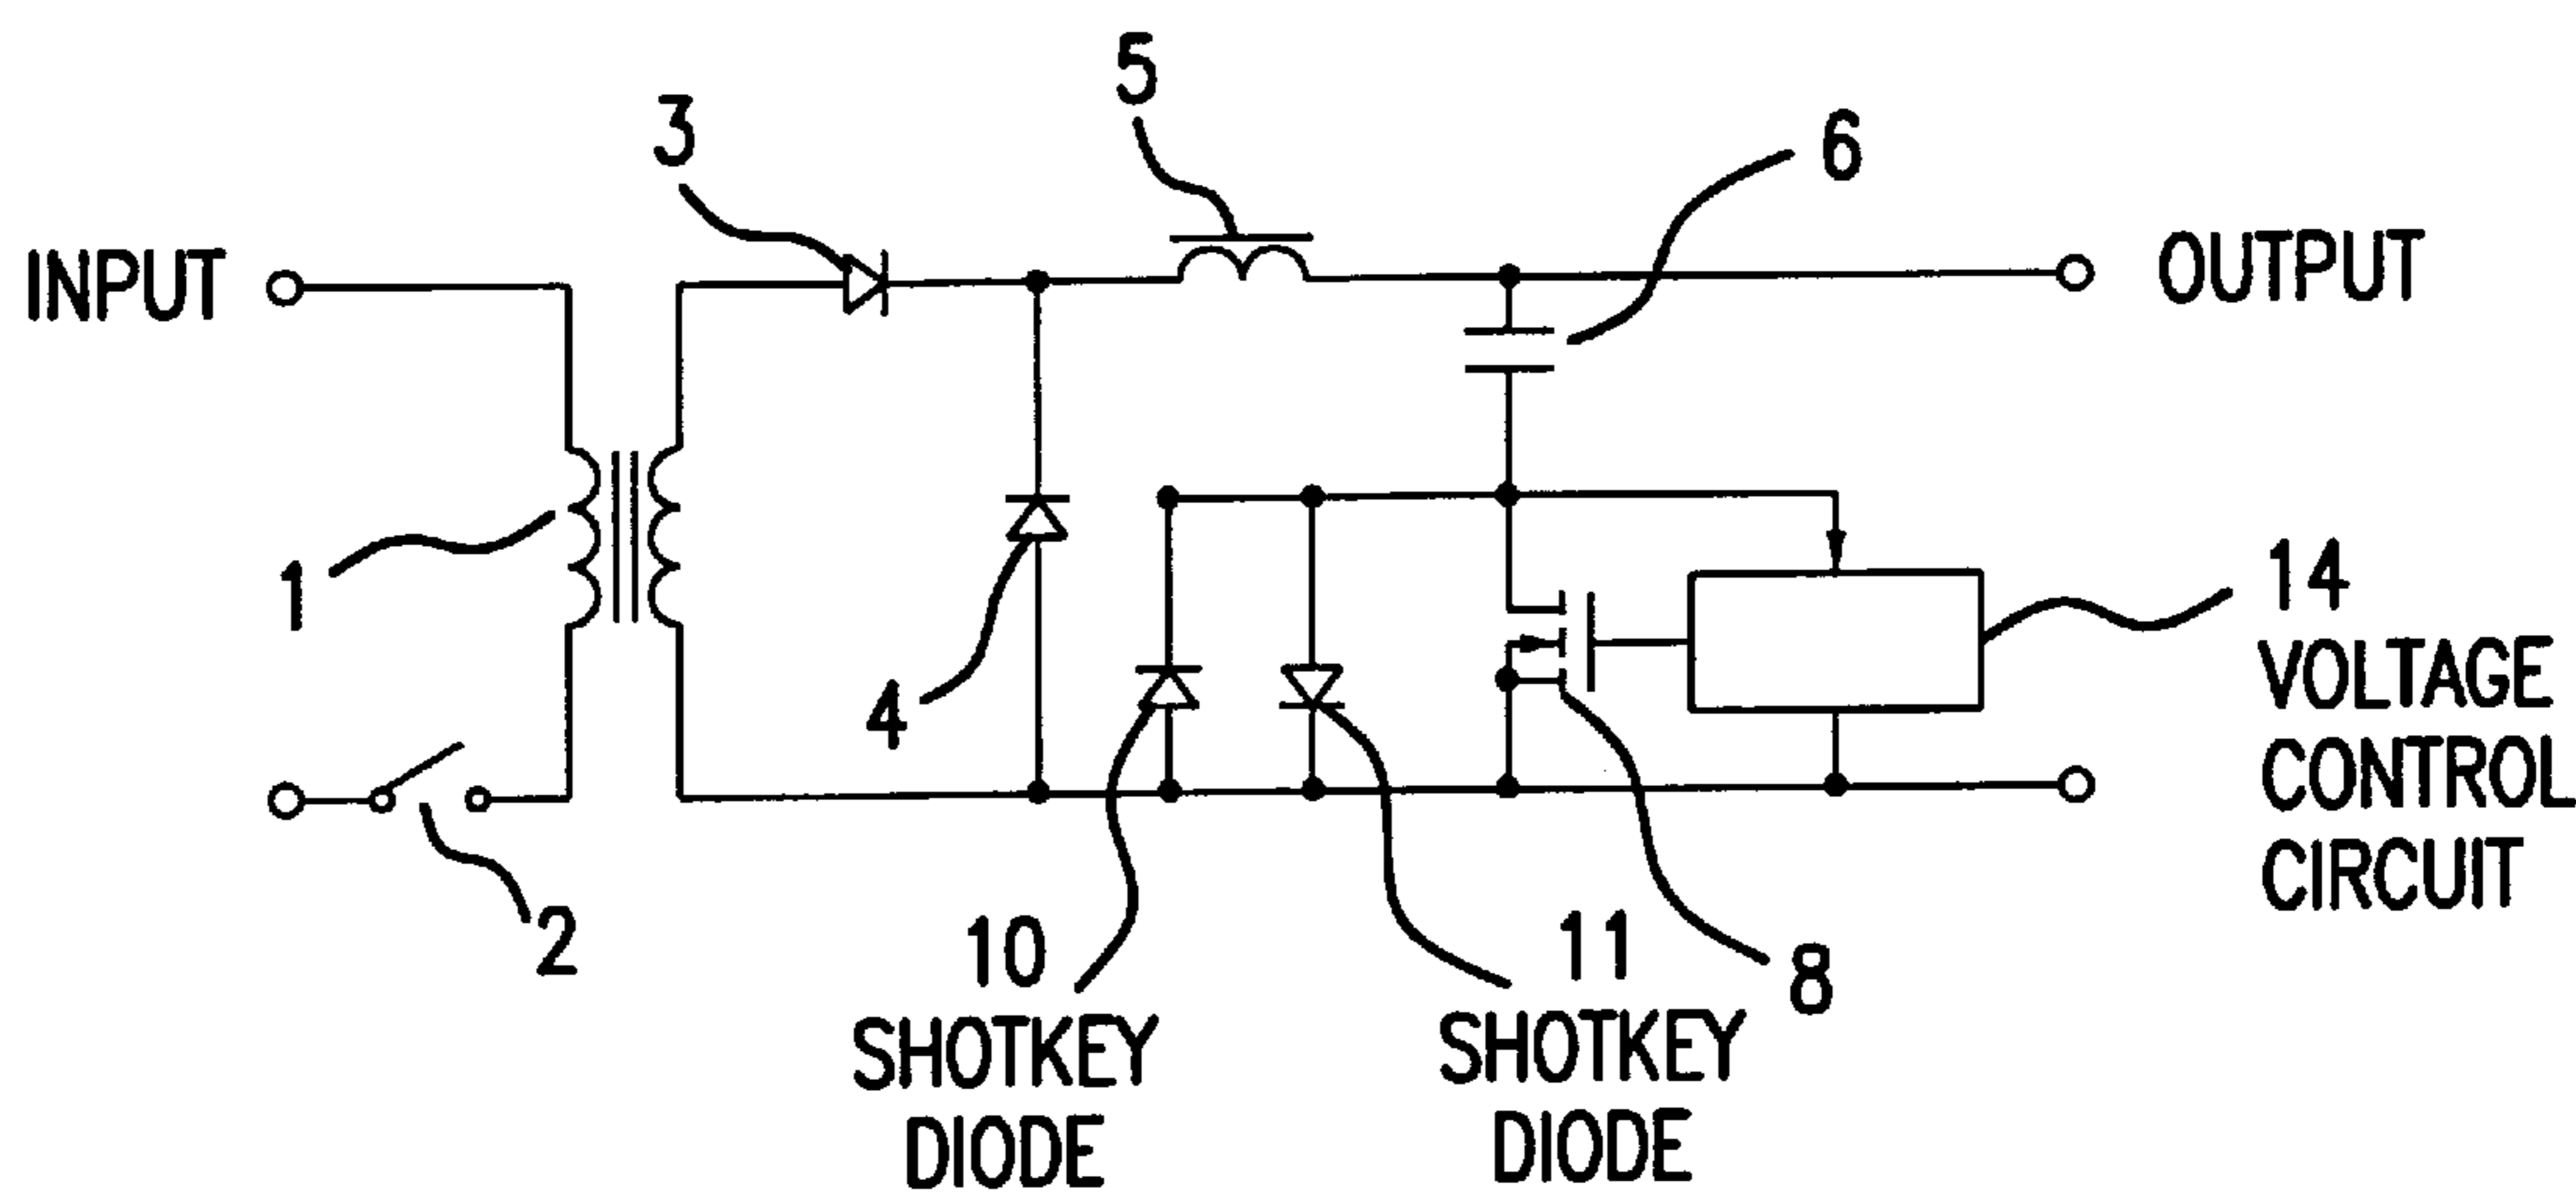 5
3
6
INPUT
OUTPUT
1
14
VOLTAGE
CONTROL
CIRCUIT
4
2
10
SHOTKEY
DIODE
11
SHOTKEY
DIODE
8